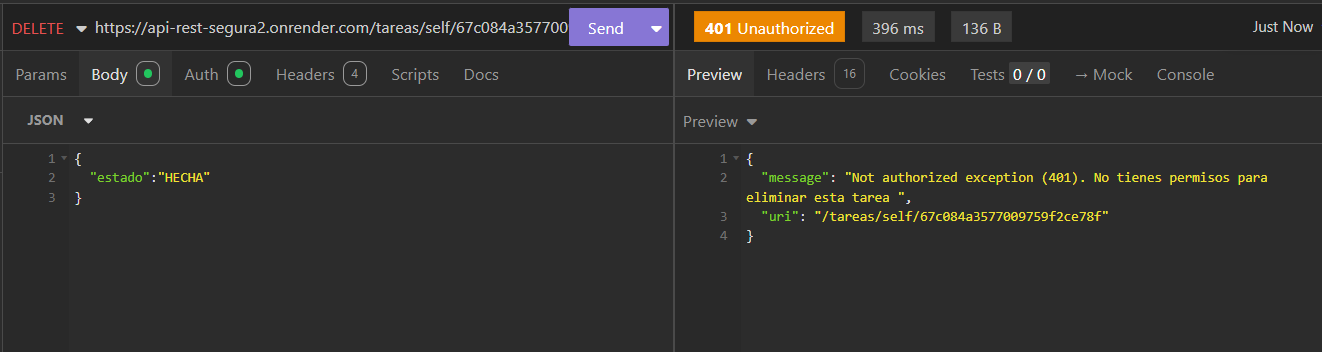 DELETE https://api-rest-segura2.onrender.com/tareas/self/67c084a357700 Send 401 Unauthorized 396 ms 136 B Just Now
Params Body Auth Headers 4 Scripts Docs Preview Headers 16 Cookies Tests 0 / 0 → Mock Console
JSON Preview
1 {
2 "estado":"HECHA"
3 }
1 {
2 "message": "Not authorized exception (401). No tienes permisos para
eliminar esta tarea ",
3 "uri": "/tareas/self/67c084a3577009759f2ce78f"
4 }